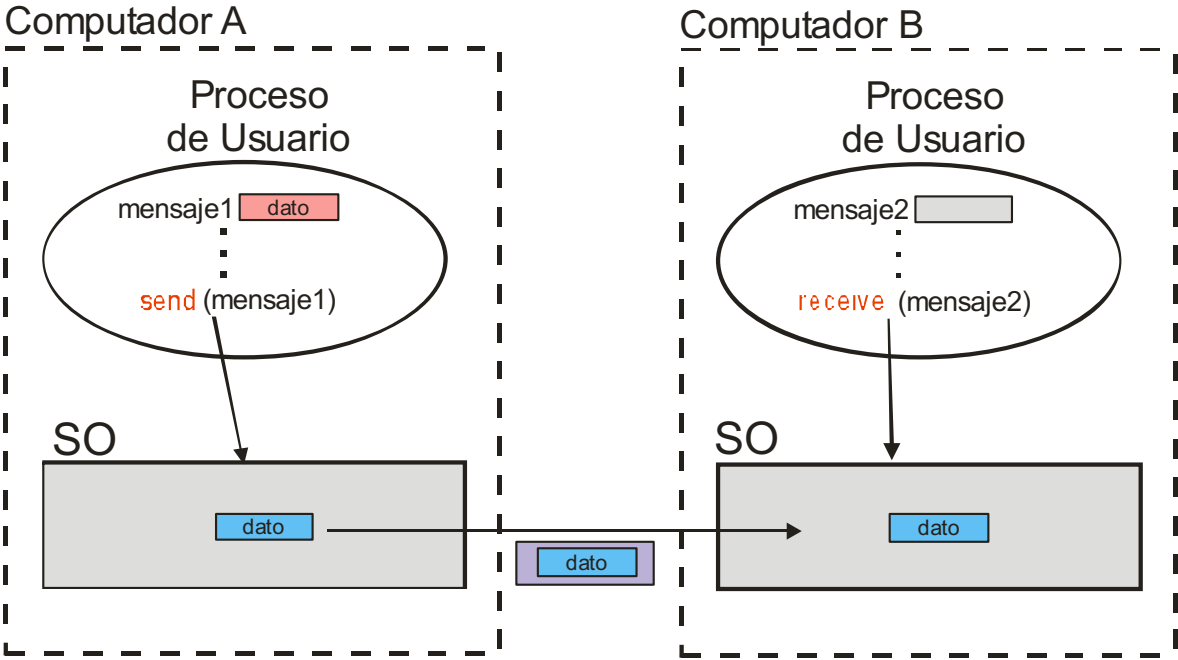 Computador A
Proceso
de Usuario
mensaje1 dato
send (mensaje1)
SO
dato
dato
Computador B
Proceso
de Usuario
mensaje2
receive (mensaje2)
SO
dato